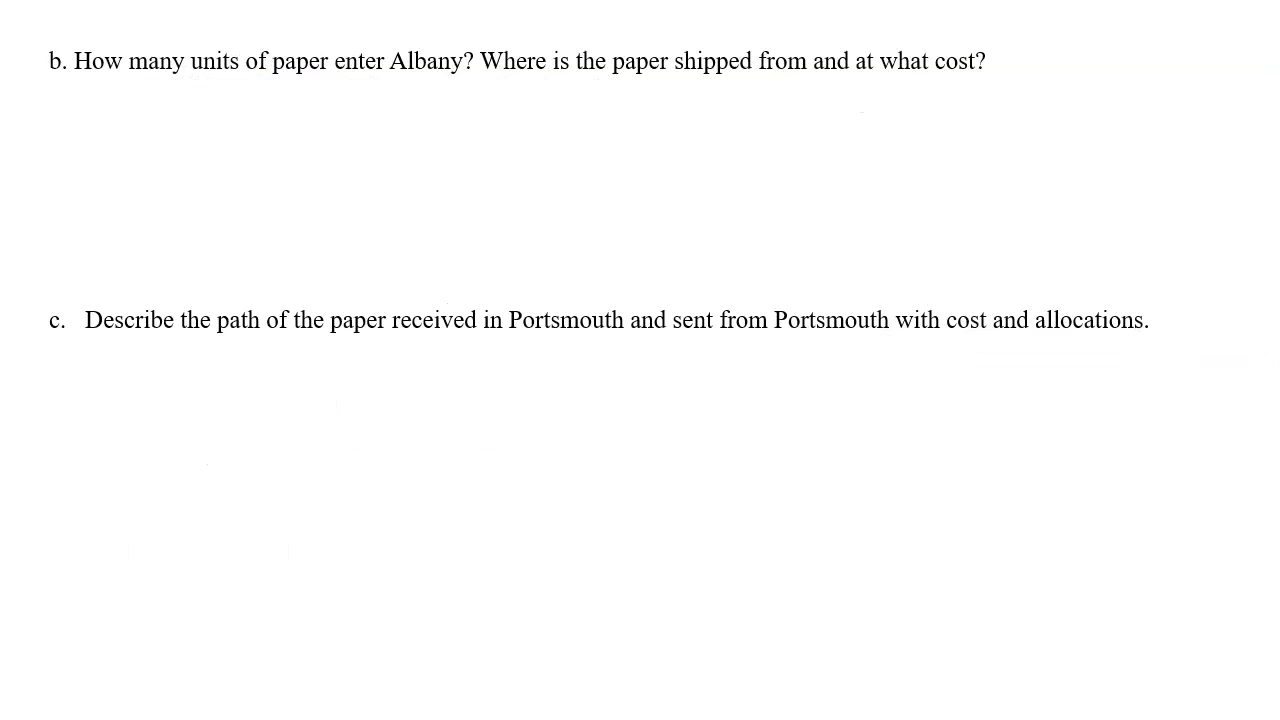 b. How many units of paper enter Albany? Where is the paper shipped from and at what cost?
c. Describe the path of the paper received in Portsmouth and sent from Portsmouth with cost and allocations.